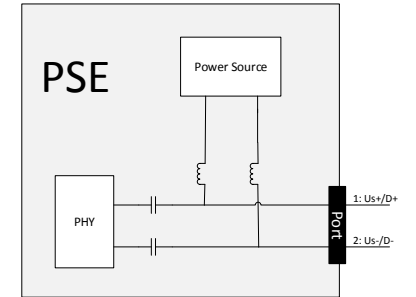 Power Source
PSE
PHY
Port
1: Us+/D+
2: Us-/D-